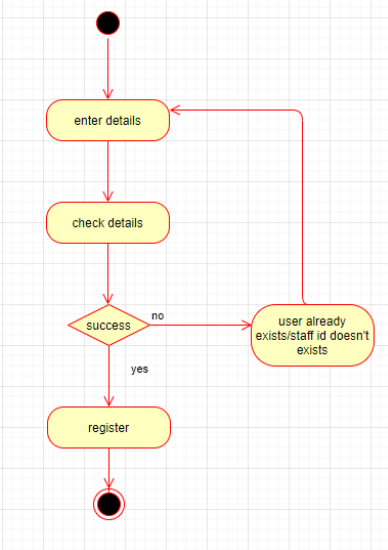 enter details
check details
success
no
user already
exists/staff id doesn't
exists
yes
register